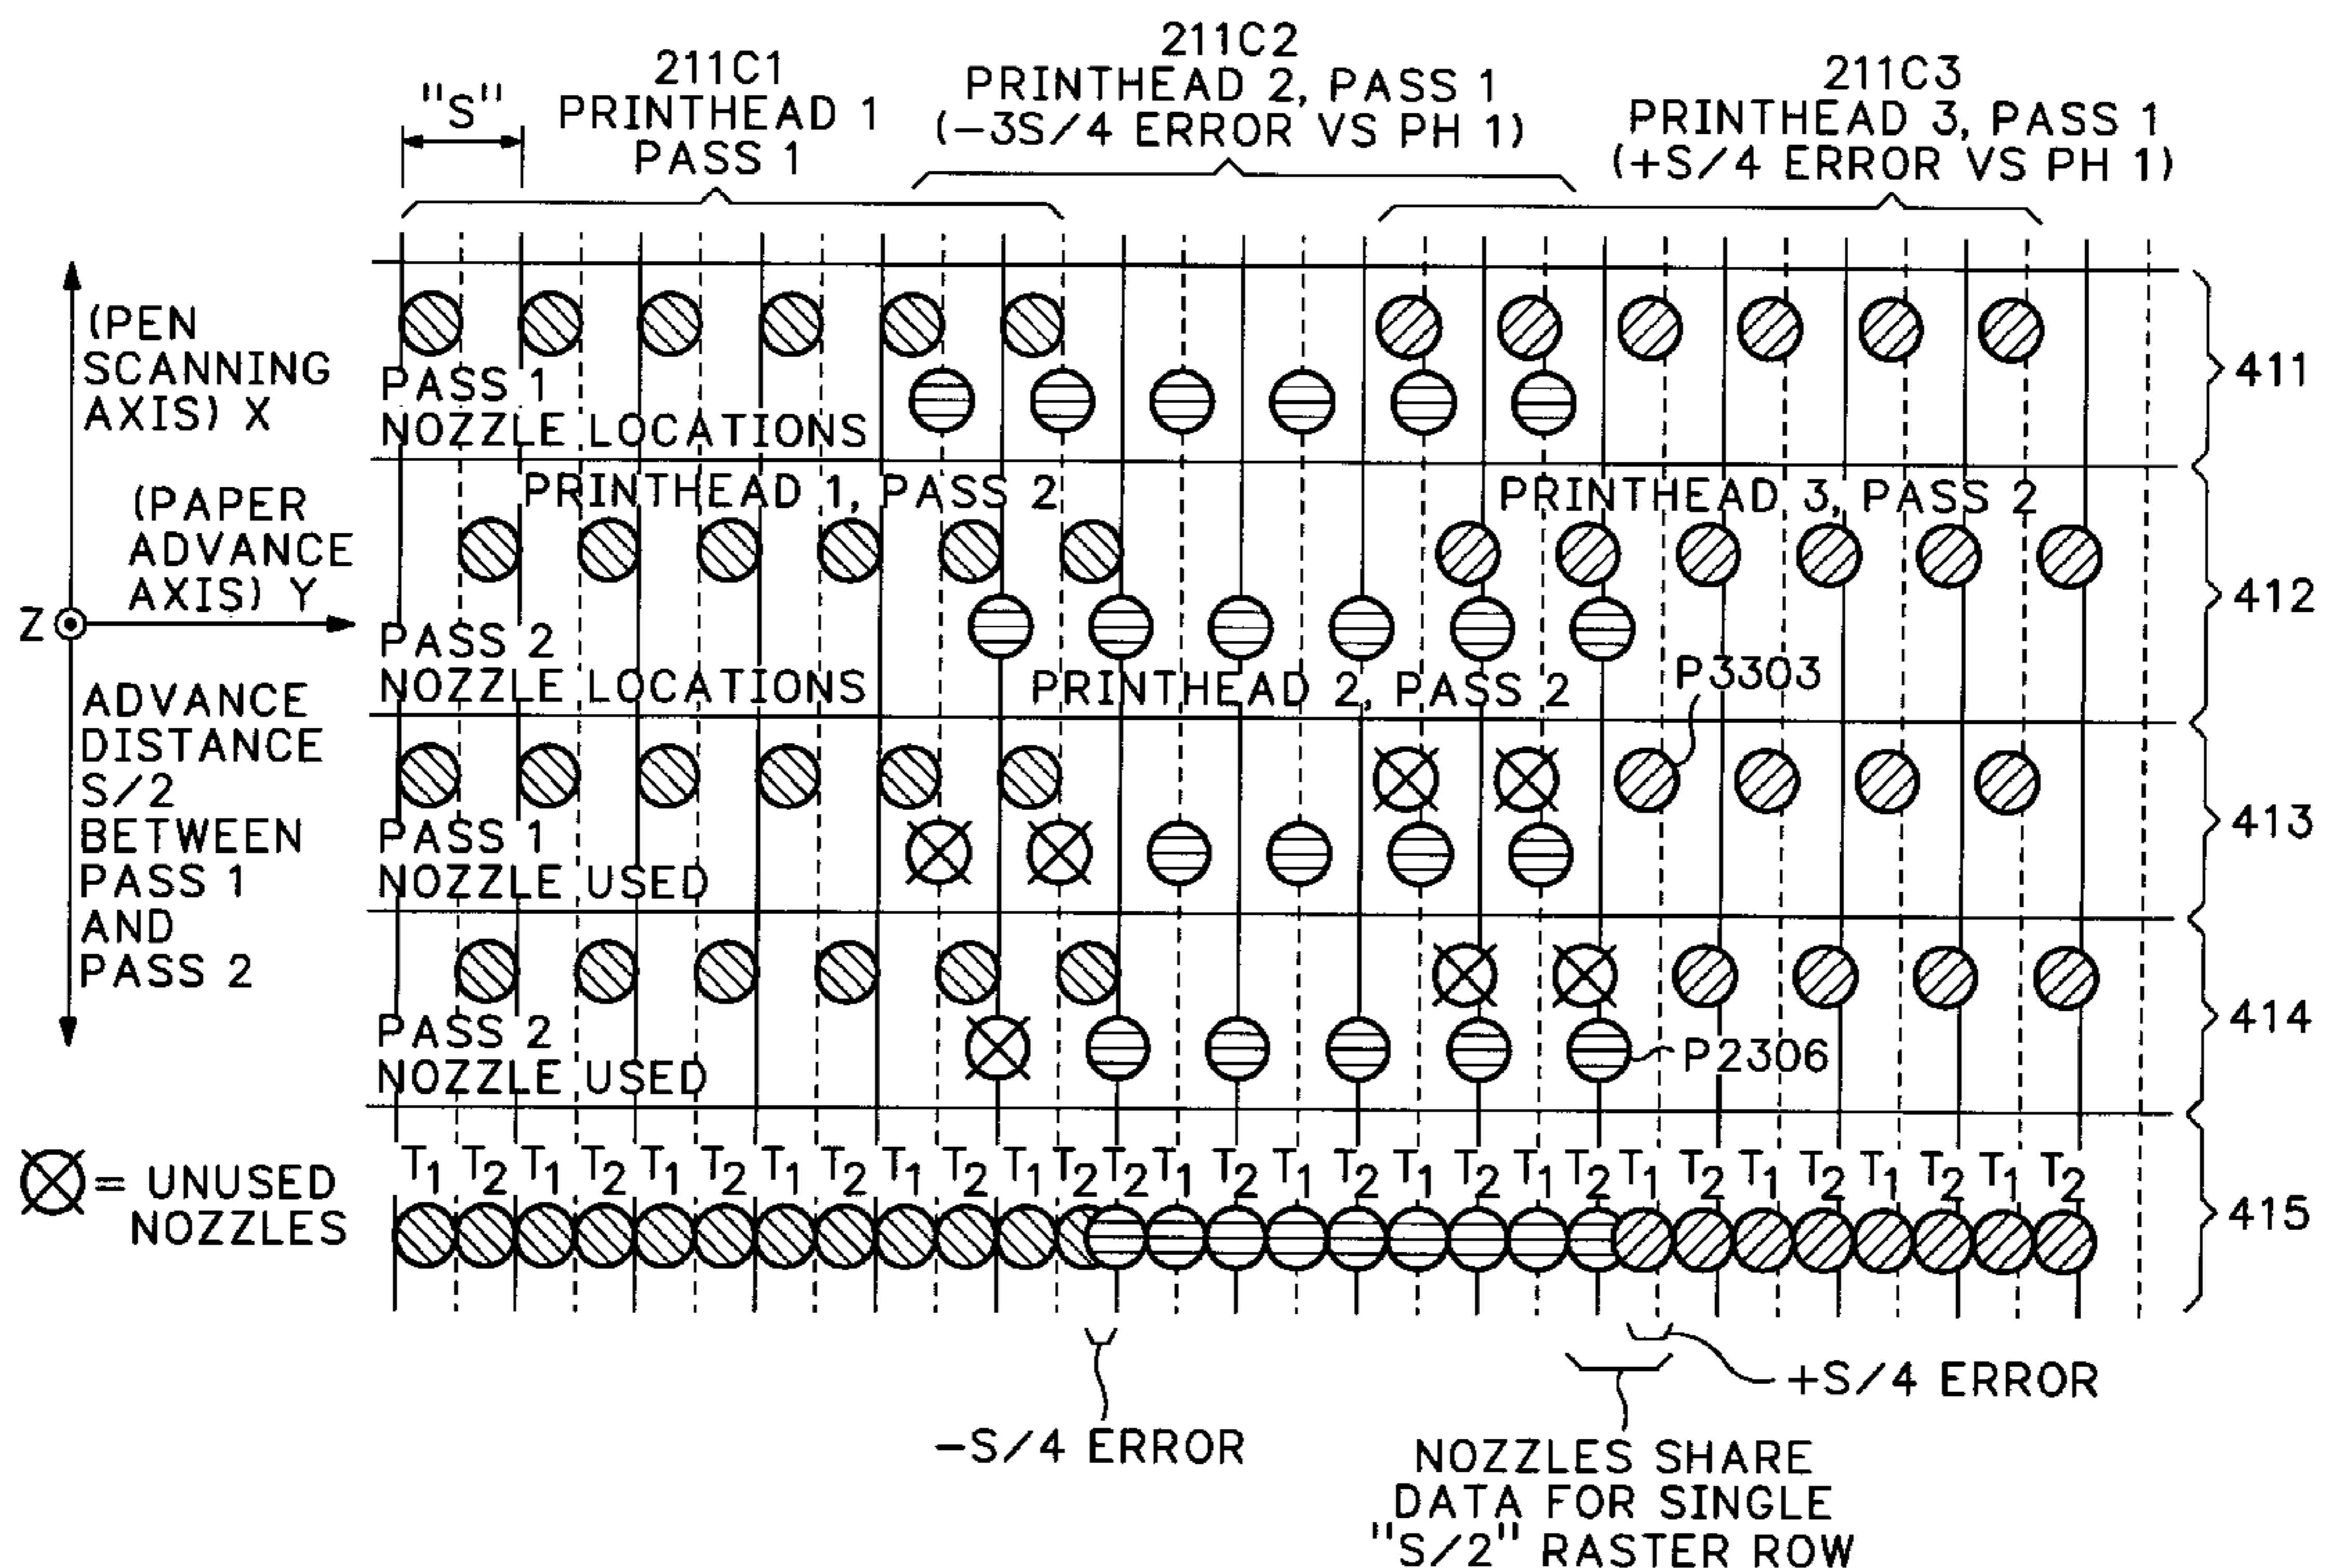 211C1
PRINTHEAD 1
PASS 1
211C2
PRINTHEAD 2, PASS 1
(-3S/4 ERROR VS PH 1)
211C3
PRINTHEAD 3, PASS 1
(+S/4 ERROR VS PH 1)
"S"
(PEN
SCANNING
AXIS) X
(PAPER
ADVANCE
AXIS) Y
Z
ADVANCE
DISTANCE
S/2
BETWEEN
PASS 1
AND
PASS 2
PASS 1
NOZZLE LOCATIONS
411
PRINTHEAD 1, PASS 2
PRINTHEAD 3, PASS 2
PASS 2
NOZZLE LOCATIONS
PRINTHEAD 2, PASS 2
412
P3303
PASS 1
NOZZLE USED
413
PASS 2
NOZZLE USED
P2306
414
= UNUSED
NOZZLES
T1 T2 T1 T2 T1 T2 T1 T2 T1 T2 T1 T2 T2 T1 T2 T1 T2 T1 T2 T1 T2 T1 T2 T1 T2 T1 T2 T1 T2
415
-S/4 ERROR
+S/4 ERROR
NOZZLES SHARE
DATA FOR SINGLE
"S/2" RASTER ROW